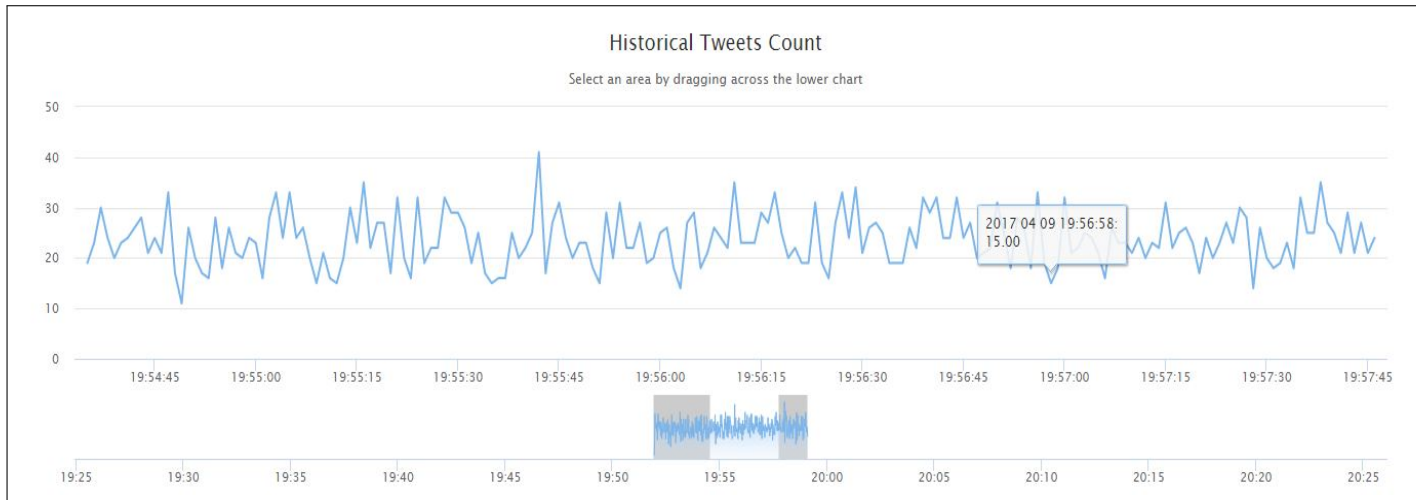 Historical Tweets Count
Select an area by dragging across the lower chart
50
40
30
20
10
0
2017 04 09 19:56:58:
15.00
19:54:45 19:55:00 19:55:15 19:55:30 19:55:45 19:56:00 19:56:15 19:56:30 19:56:45 19:57:00 19:57:15 19:57:30 19:57:45
19:25 19:30 19:35 19:40 19:45 19:50 19:55 20:00 20:05 20:10 20:15 20:20 20:25